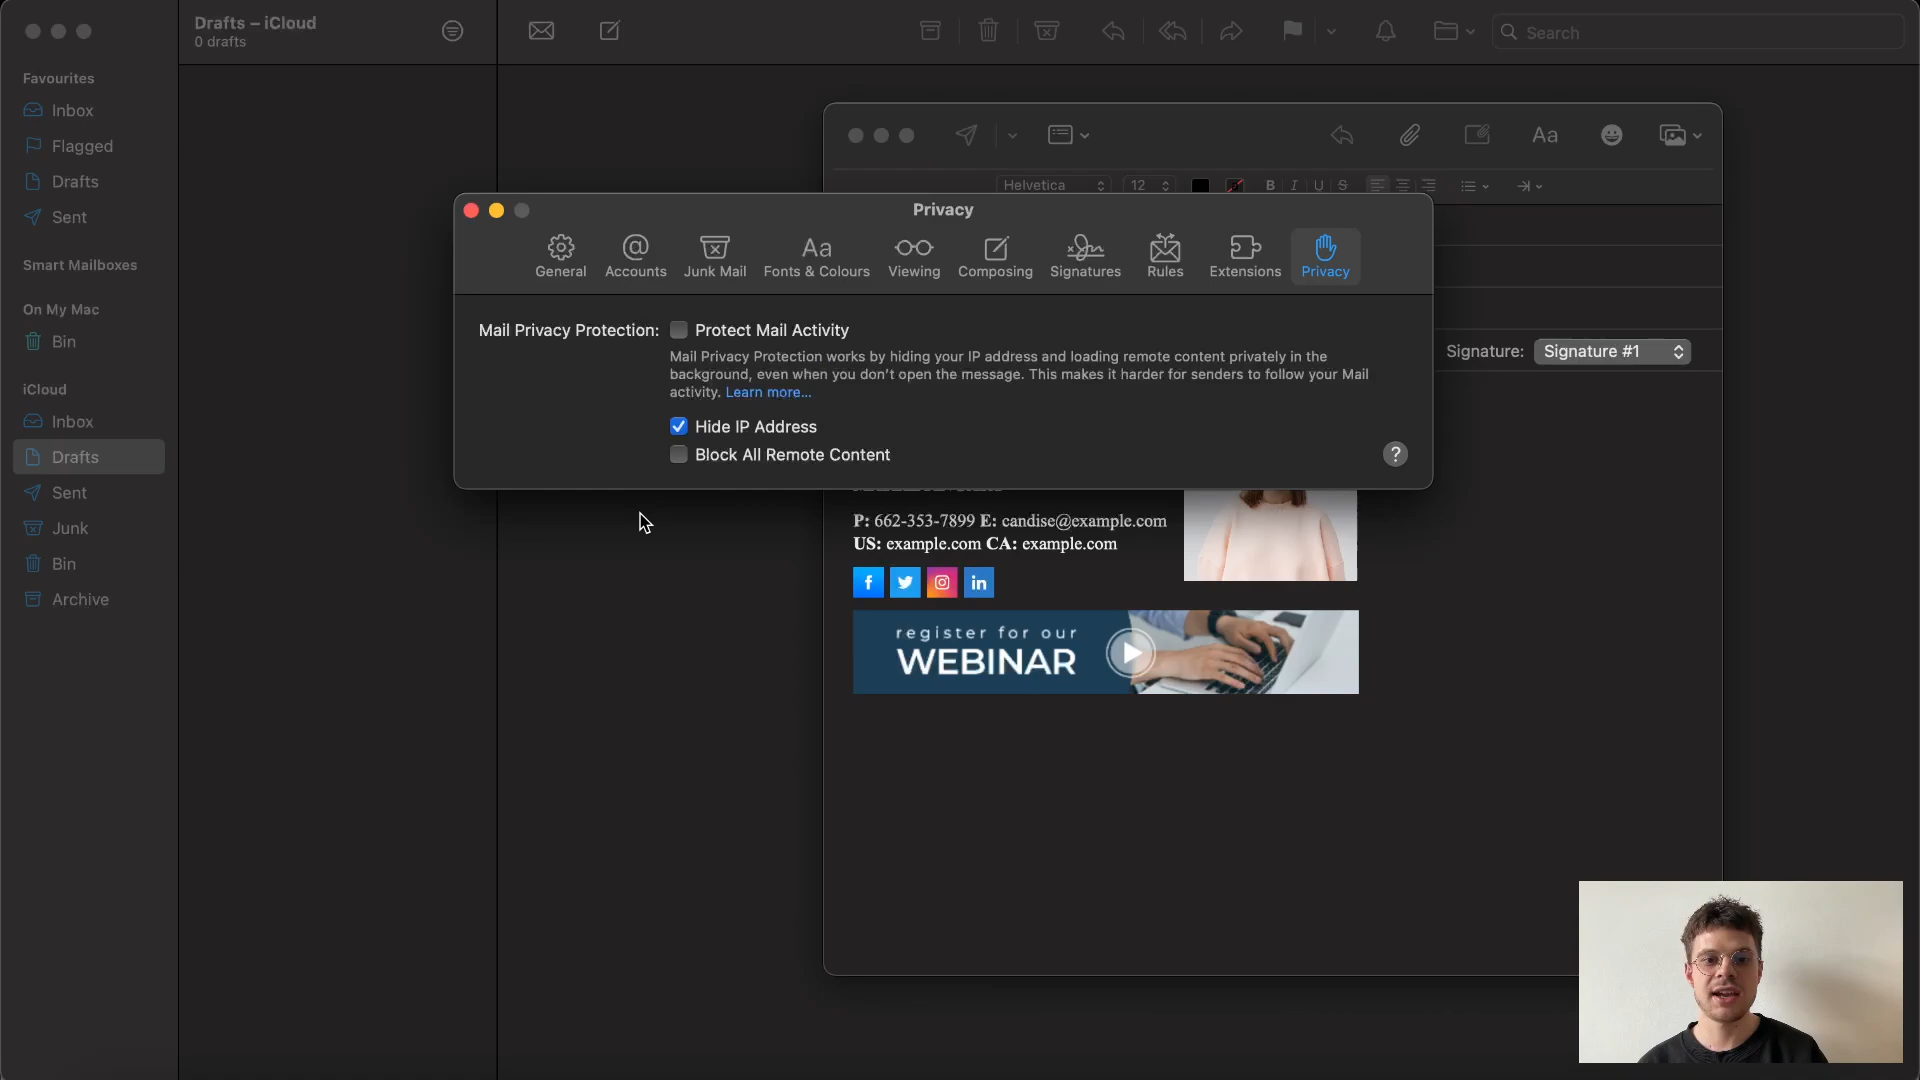 Drafts – iCloud
0 drafts
Search
Favourites
Inbox
Flagged
Drafts
Sent
Smart Mailboxes
On My Mac
Bin
iCloud
Inbox
Drafts
Sent
Junk
Bin
Archive
Aa
Helvetica
12
B I U S
Privacy
General
Accounts
Junk Mail
Aa
Fonts & Colours
Viewing
Composing
Signatures
Rules
Extensions
Privacy
Mail Privacy Protection:
Protect Mail Activity
Mail Privacy Protection works by hiding your IP address and loading remote content privately in the
background, even when you don't open the message. This makes it harder for senders to follow your Mail
activity. Learn more...
Hide IP Address
Block All Remote Content
?
Signature: Signature #1
P: 662-353-7899 E: candise@example.com
US: example.com CA: example.com
f
in
register for our
WEBINAR